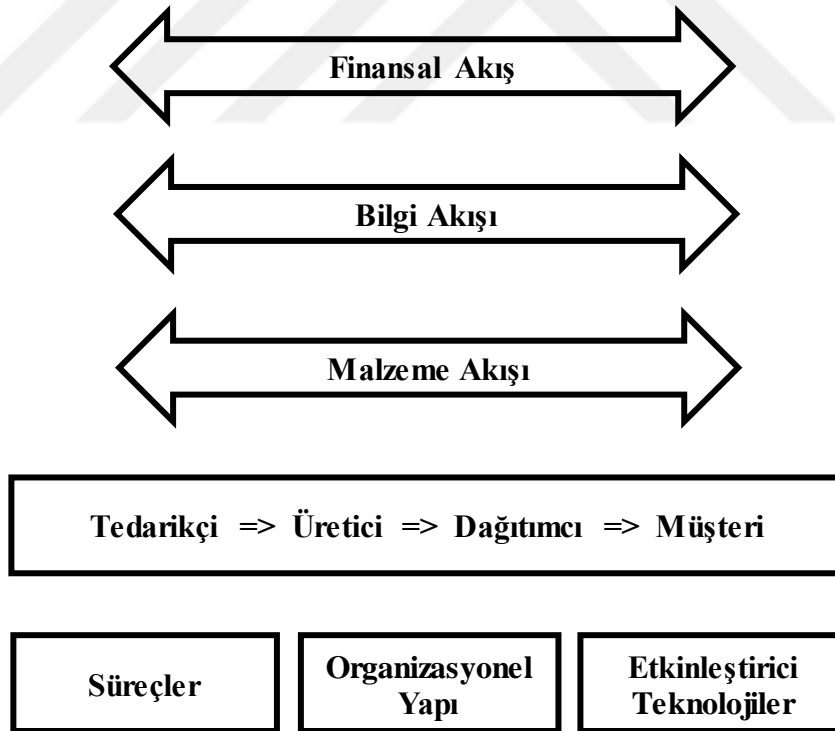 Finansal Akış
Bilgi Akışı
Malzeme Akışı
Tedarikçi => Üretici => Dağıtımcı => Müşteri
Süreçler
Organizasyonel
Yapı
Etkinleştirici
Teknolojiler